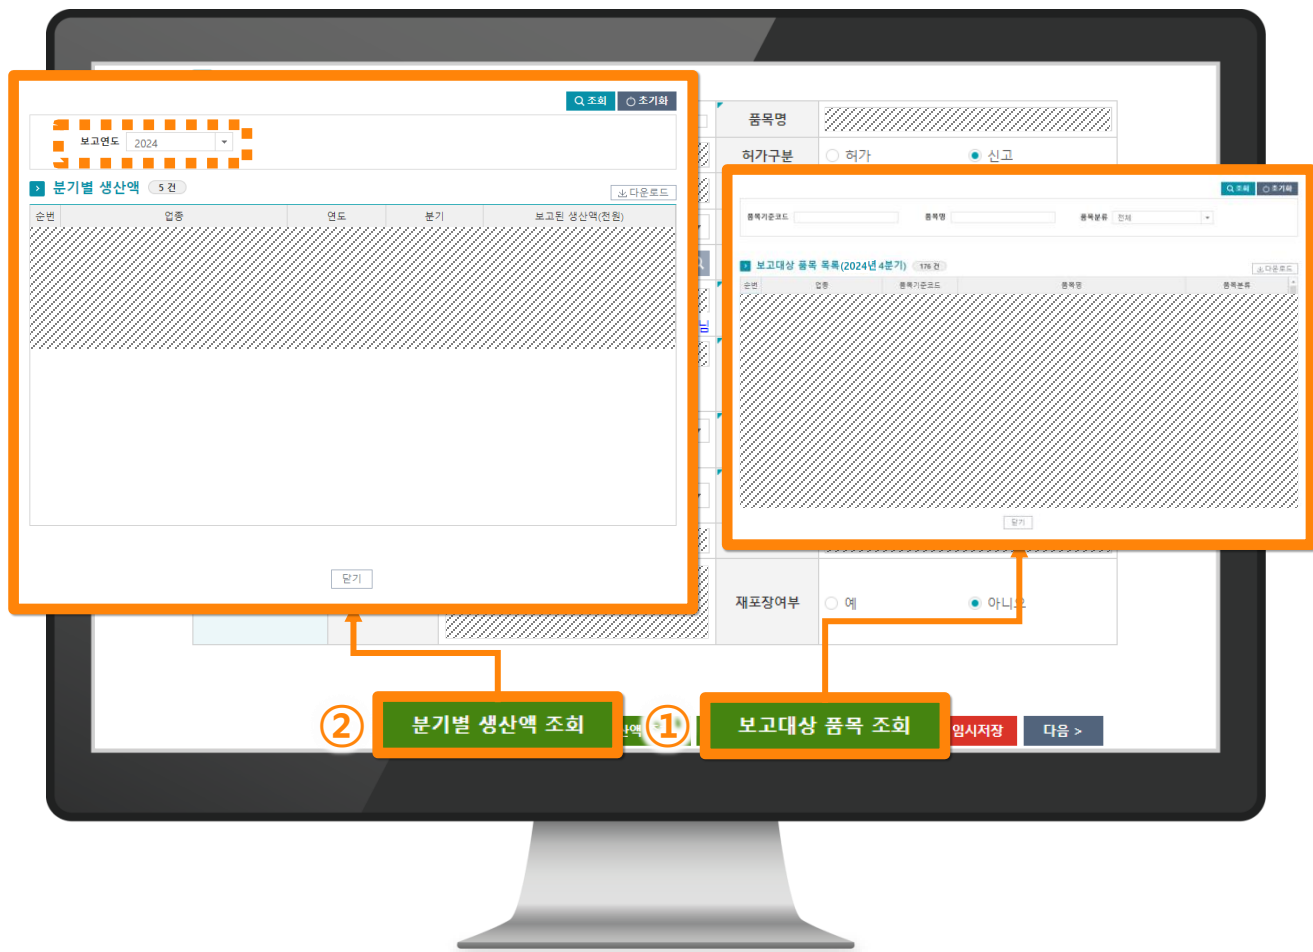 조회 초기화
보고연도 2024
분기별 생산액 5 건
다운로드
순번 업종 연도 분기 보고된 생산액(천원)
닫기
품목명
허가구분 허가 신고
조회 초기화
품목기준코드 품목명 품목분류 전체
보고대상 품목 목록(2024년 4분기) 176 건
다운로드
순번 업종 품목기준코드 품목명 품목분류
닫기
님
재포장여부 예 아니오
② 분기별 생산액 조회 산액 ① 보고대상 품목 조회 임시저장 다음 >